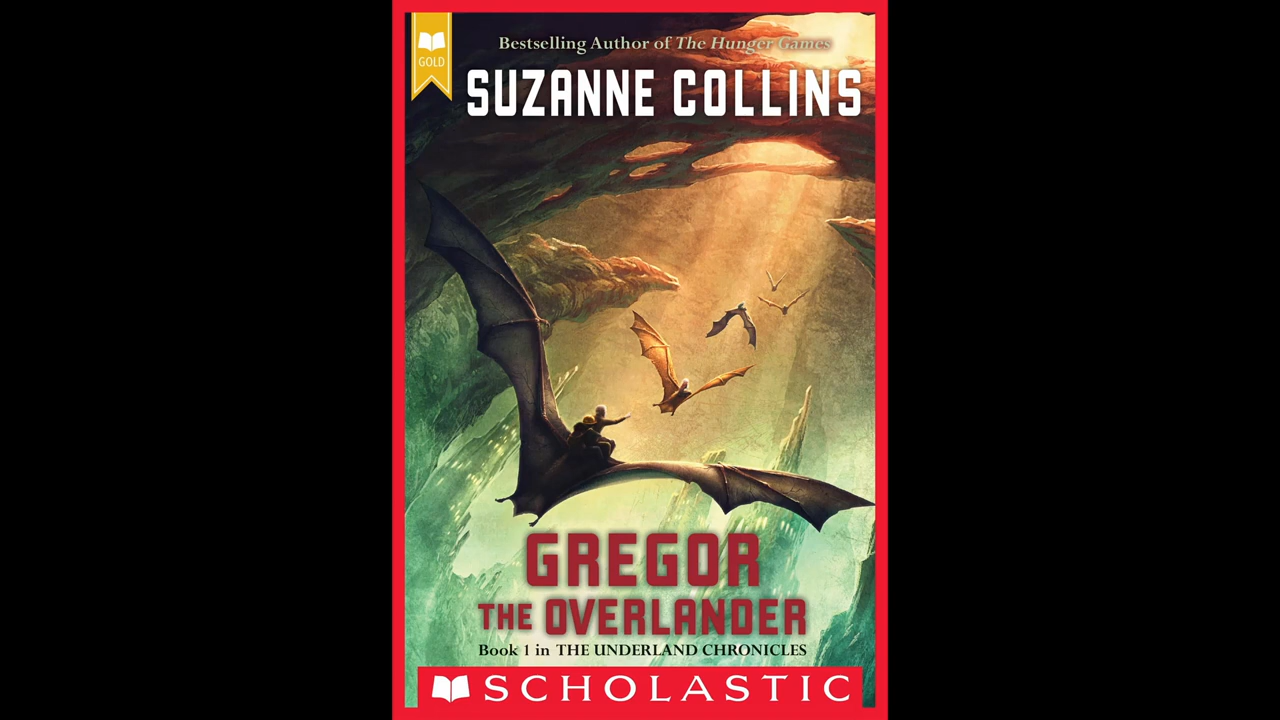 GOLD
Bestselling Author of The Hunger Games
SUZANNE COLLINS
GREGOR
THE OVERLANDER
Book 1 in THE UNDERLAND CHRONICLES
SCHOLASTIC